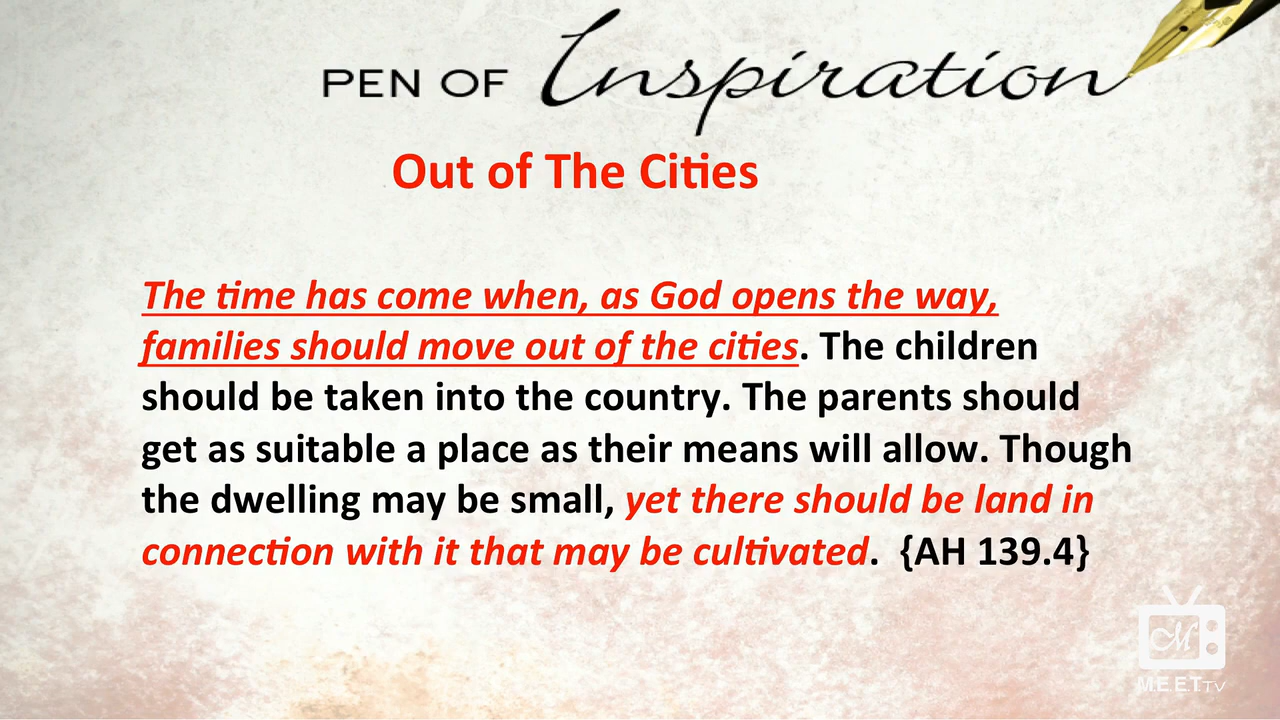 PEN OF Inspiration
Out of The Cities
The time has come when, as God opens the way,
families should move out of the cities. The children
should be taken into the country. The parents should
get as suitable a place as their means will allow. Though
the dwelling may be small, yet there should be land in
connection with it that may be cultivated. {AH 139.4}
M
M.E.E.T.TV